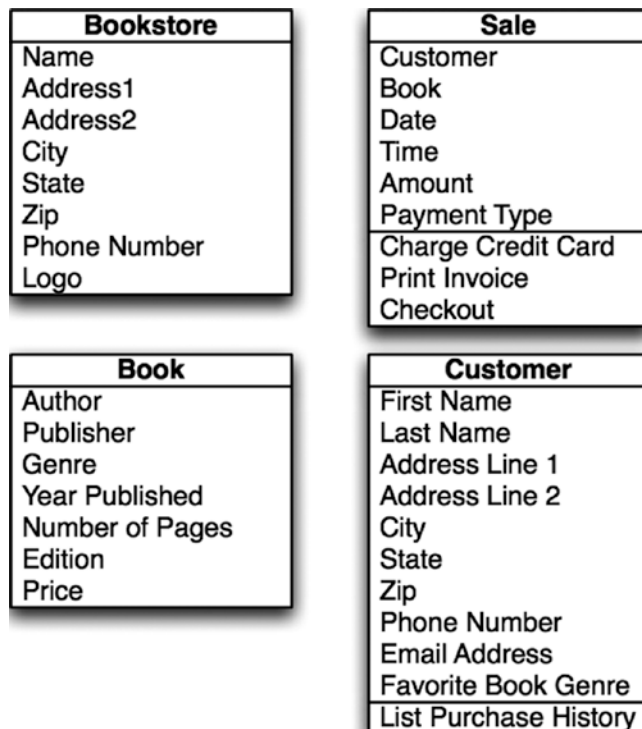 Bookstore
Name
Address1
Address2
City
State
Zip
Phone Number
Logo
Sale
Customer
Book
Date
Time
Amount
Payment Type
Charge Credit Card
Print Invoice
Checkout
Book
Author
Publisher
Genre
Year Published
Number of Pages
Edition
Price
Customer
First Name
Last Name
Address Line 1
Address Line 2
City
State
Zip
Phone Number
Email Address
Favorite Book Genre
List Purchase History